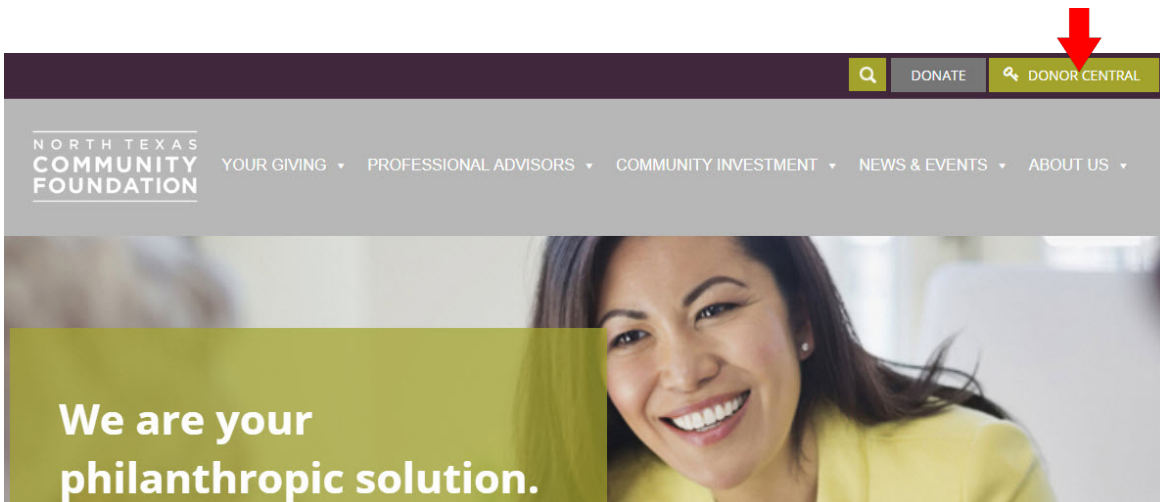 DONATE
DONOR CENTRAL
NORTH TEXAS
COMMUNITY
FOUNDATION
YOUR GIVING
PROFESSIONAL ADVISORS
COMMUNITY INVESTMENT
NEWS & EVENTS
ABOUT US
We are your
philanthropic solution.